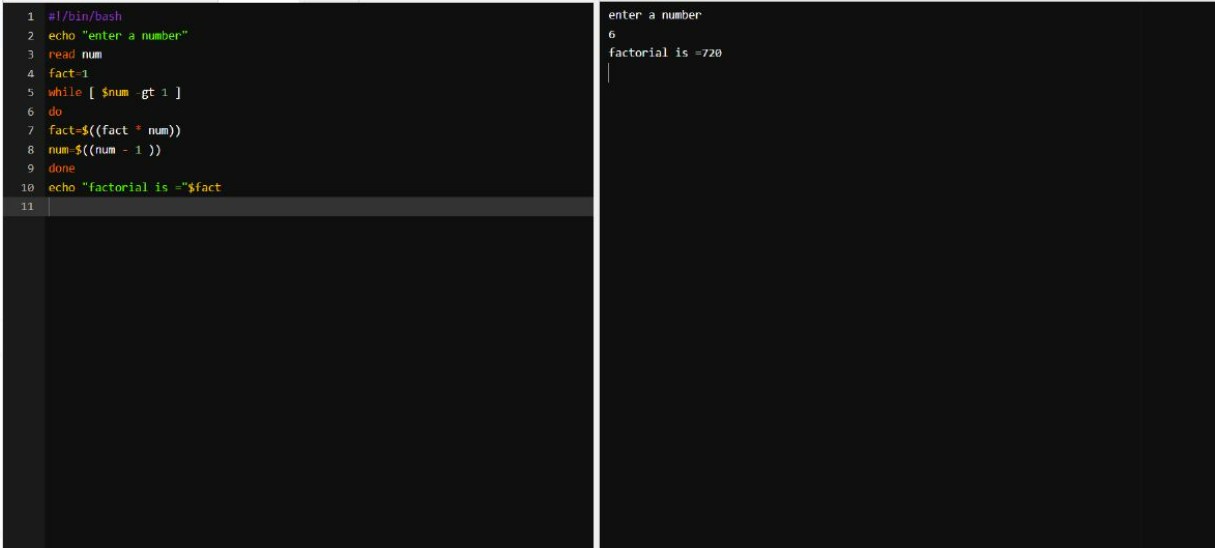 1 #!/bin/bash
2 echo "enter a number"
3 read num
4 fact=1
5 while [ $num -gt 1 ]
6 do
7 fact=$((fact * num))
8 num=$((num - 1 ))
9 done
10 echo "factorial is ="$fact
11
enter a number
6
factorial is =720